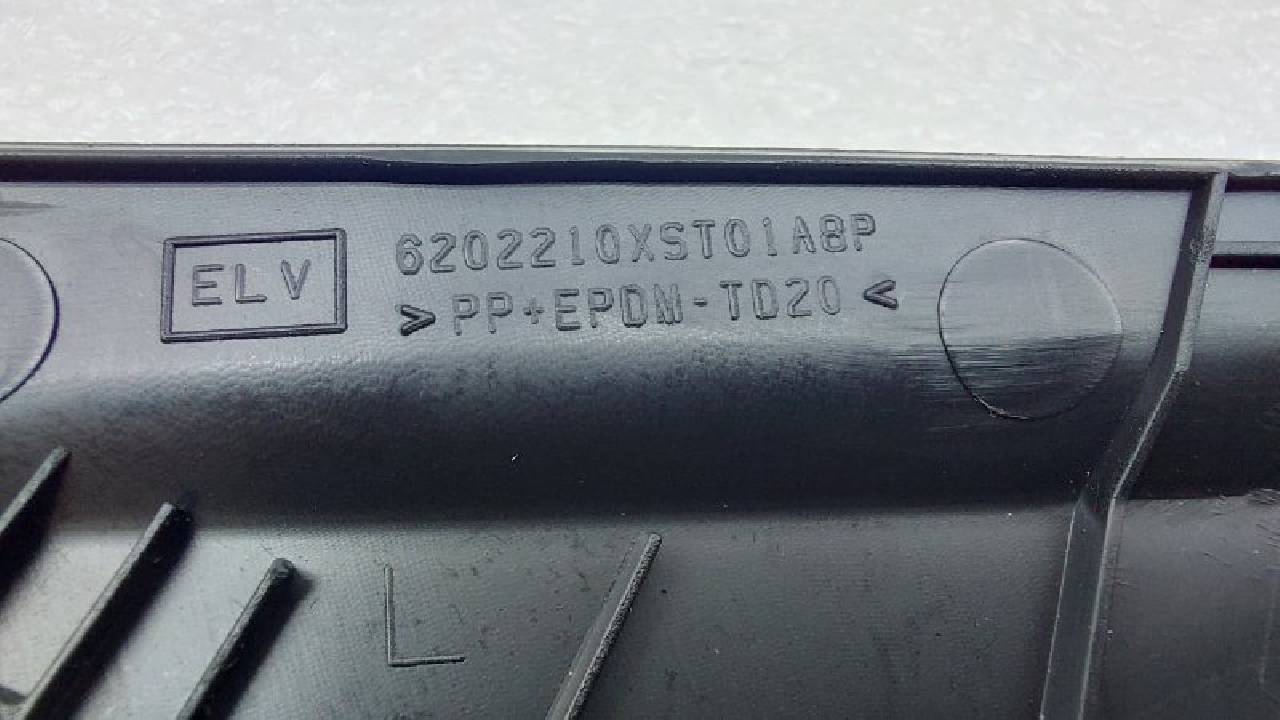 ELV
6202210XST01A8P
>PP+EPDM-TD20<
L